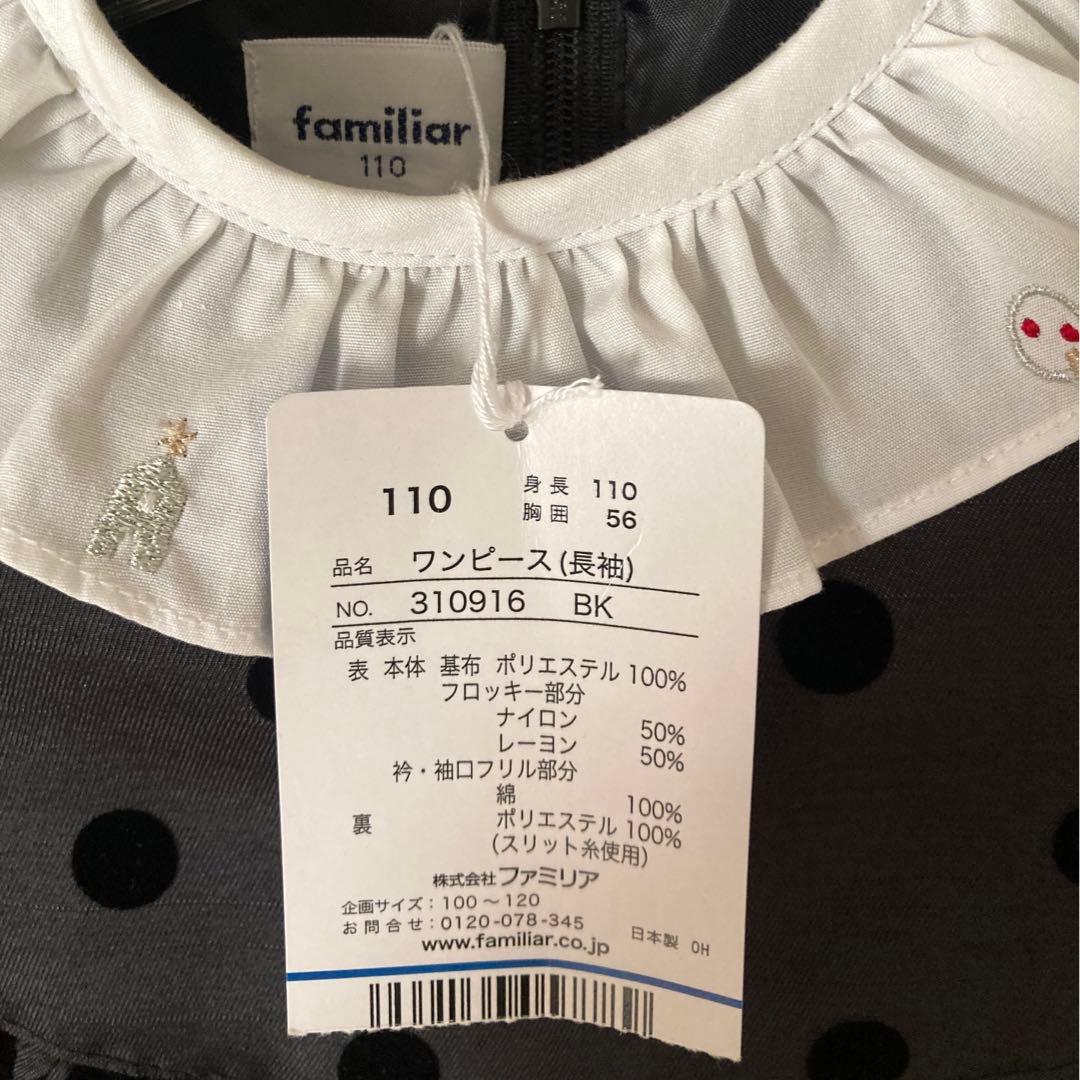 familiar
110
110 身長 110
胸囲 56
品名 ワンピース(長袖)
NO. 310916 BK
品質表示
表 本体 基布 ポリエステル 100%
フロッキー部分
ナイロン 50%
レーヨン 50%
衿・袖口フリル部分
綿 100%
裏 ポリエステル 100%
(スリット糸使用)
株式会社ファミリア
企画サイズ:100〜120
お問合せ:0120-078-345
www.familiar.co.jp 日本製 OH